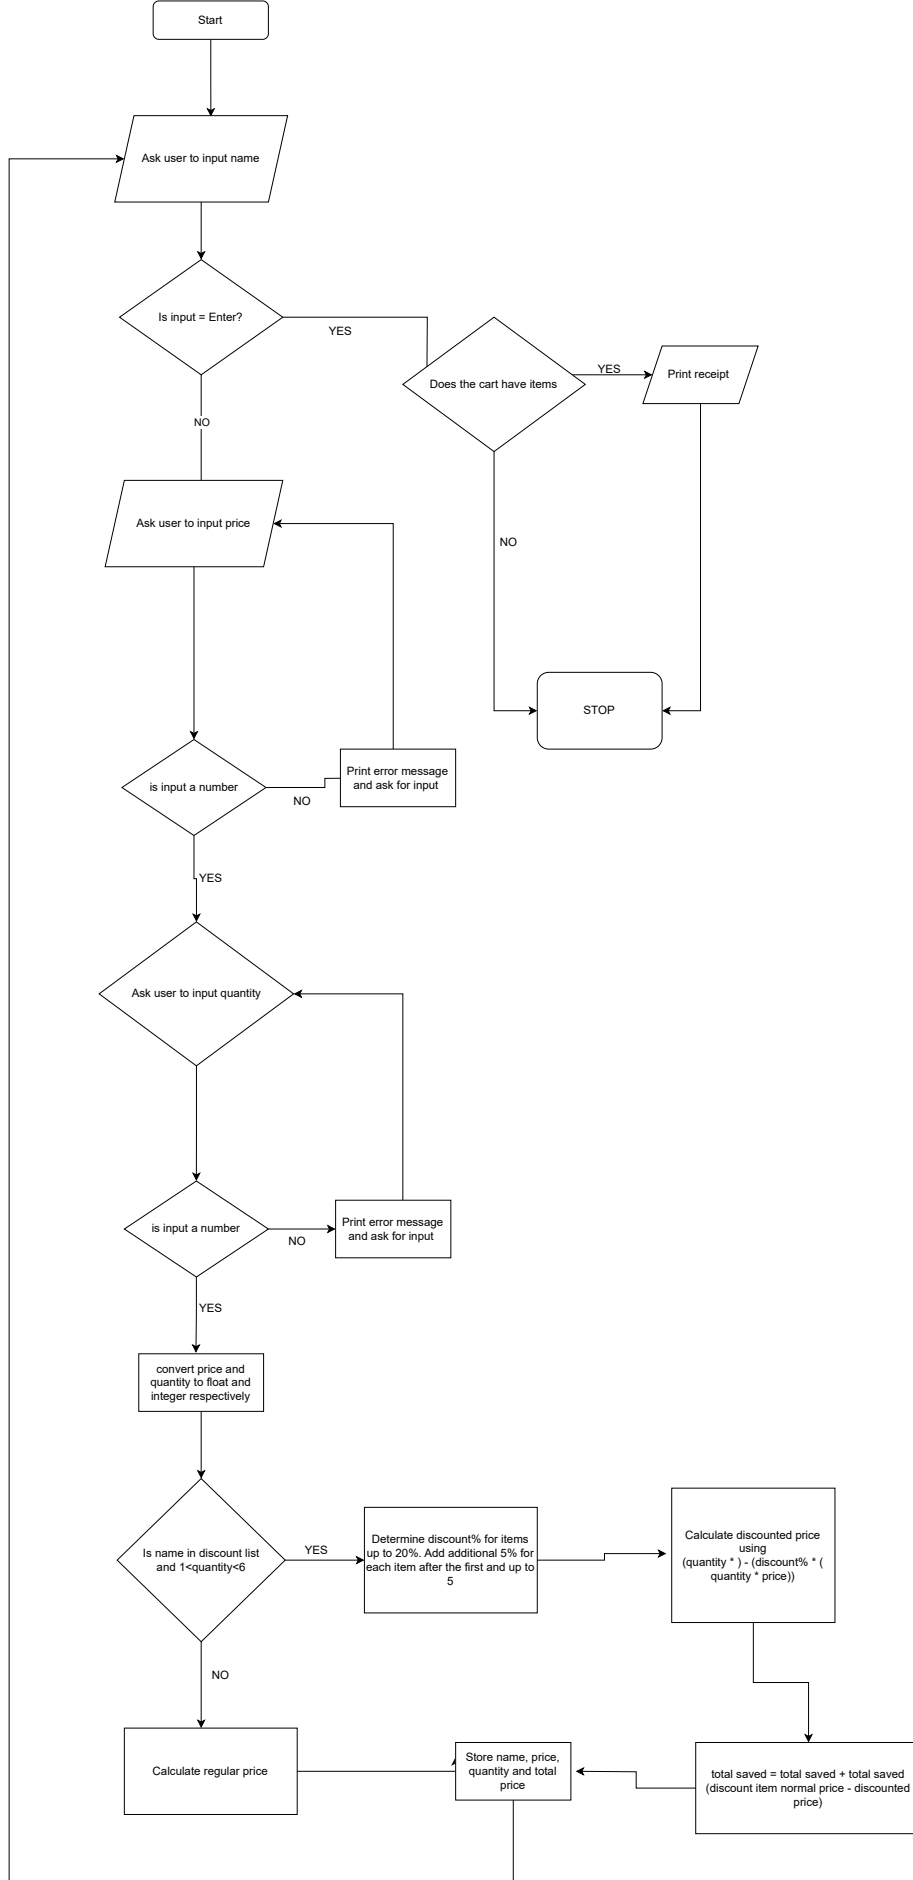 Start
Ask user to input name
Is input = Enter?
YES
Does the cart have items
YES
Print receipt
NO
Ask user to input price
NO
STOP
is input a number
NO
Print error message
and ask for input
YES
Ask user to input quantity
is input a number
NO
Print error message
and ask for input
YES
convert price and
quantity to float and
integer respectively
Is name in discount list
and 1<quantity<6
YES
Determine discount% for items
up to 20%. Add additional 5% for
each item after the first and up to
5
Calculate discounted price
using
(quantity * ) - (discount% * (
quantity * price))
NO
Calculate regular price
Store name, price,
quantity and total
price
total saved = total saved + total saved
(discount item normal price - discounted
price)